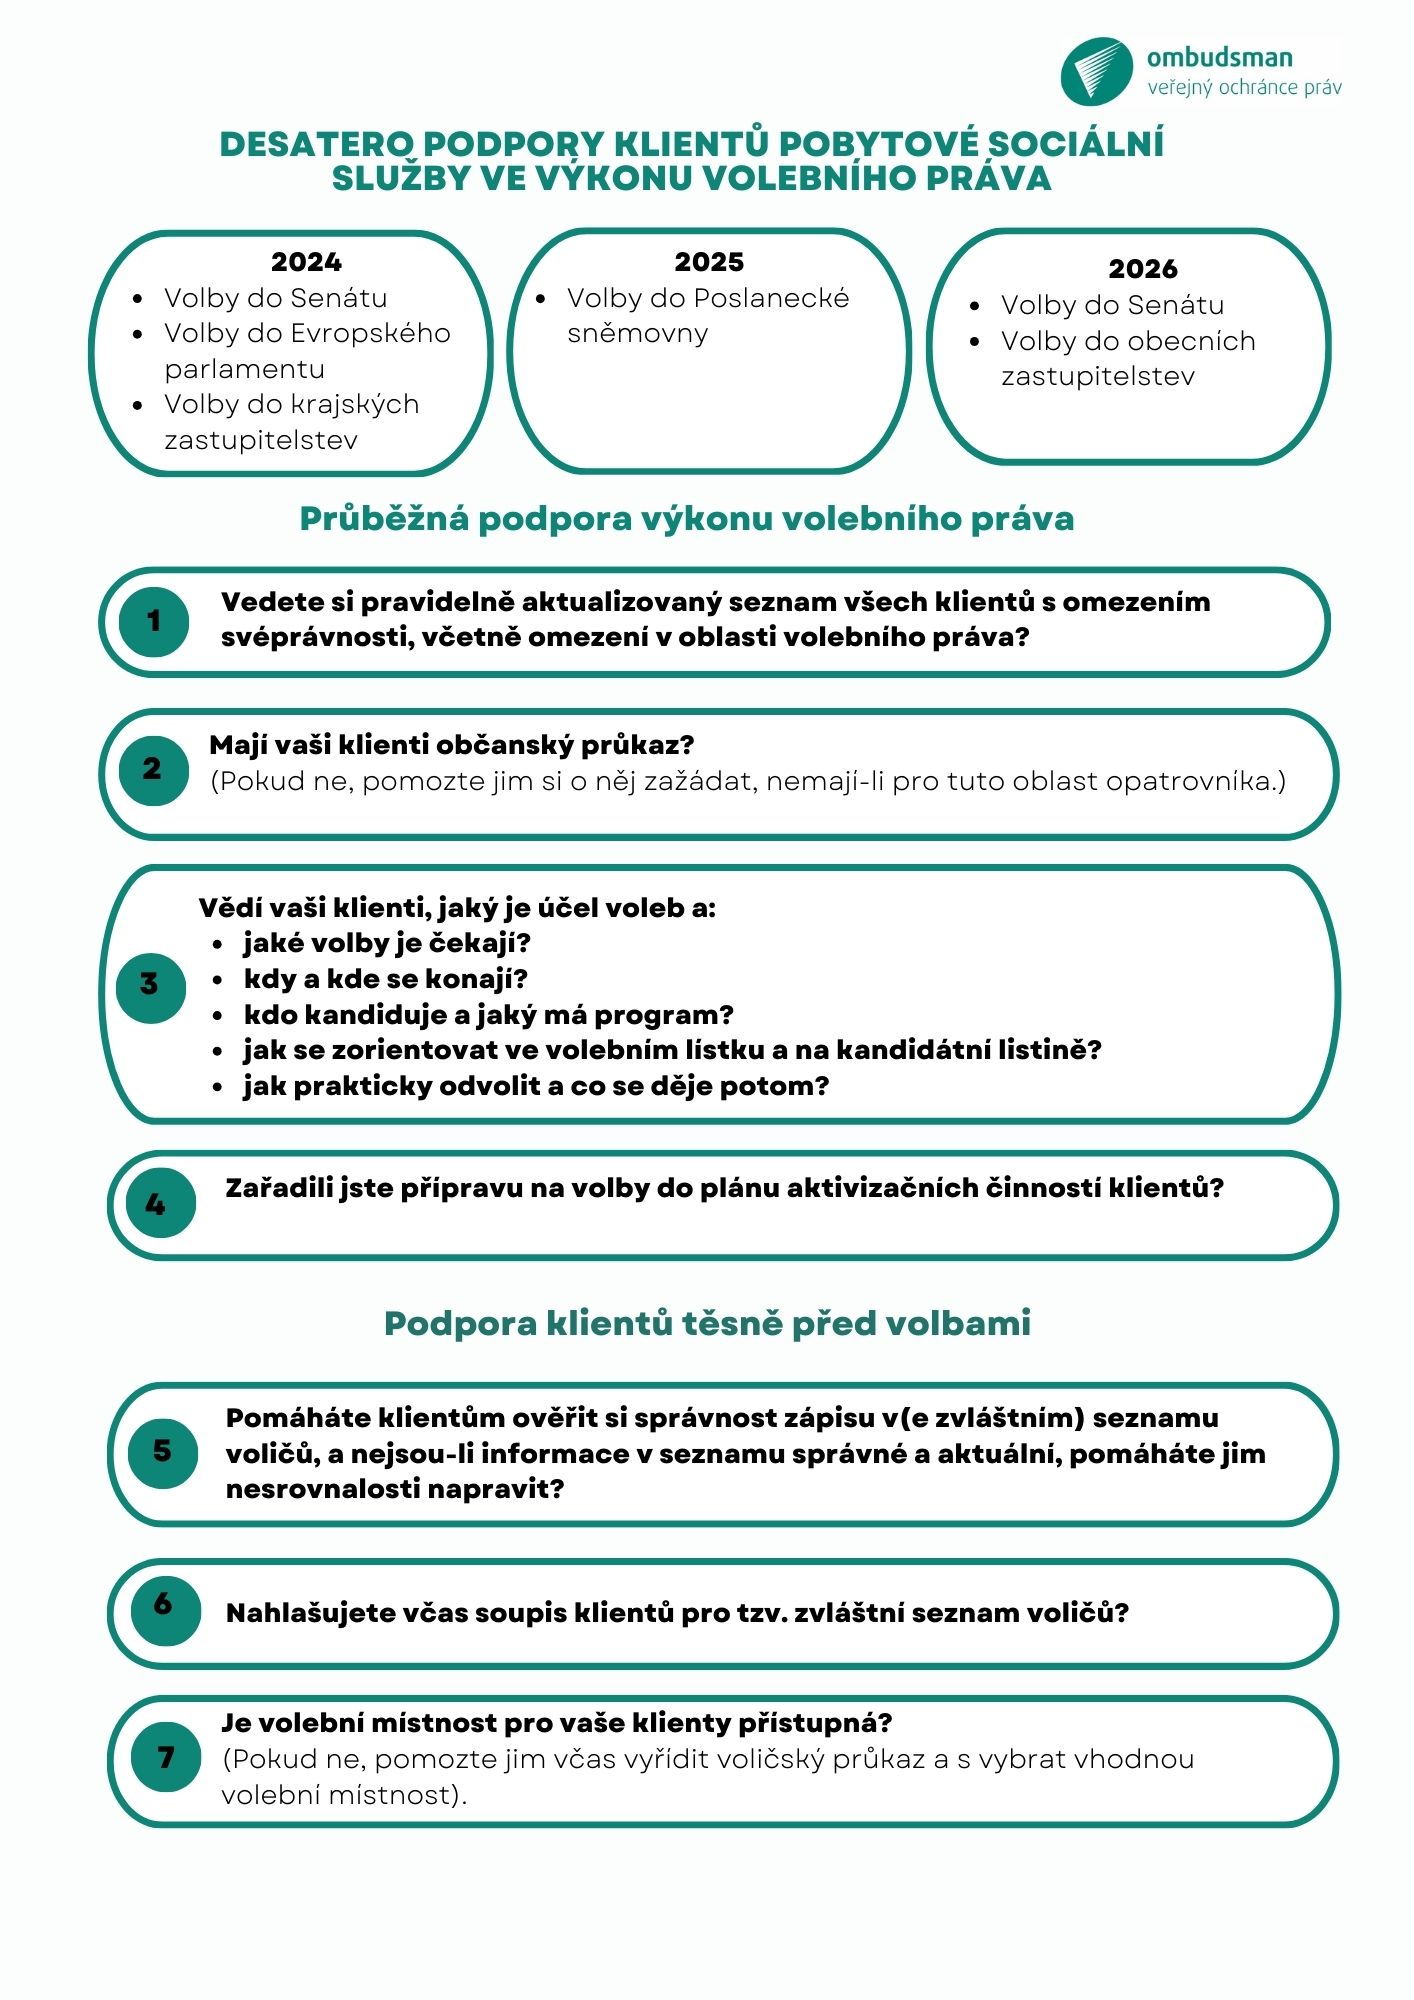 ombudsman
veřejný ochránce práv
DESATERO PODPORY KLIENTŮ POBYTOVÉ SOCIÁLNÍ
SLUŽBY VE VÝKONU VOLEBNÍHO PRÁVA
2024
• Volby do Senátu
• Volby do Evropského
parlamentu
• Volby do krajských
zastupitelstev
2025
• Volby do Poslanecké
sněmovny
2026
• Volby do Senátu
• Volby do obecních
zastupitelstev
Průběžná podpora výkonu volebního práva
1
Vedete si pravidelně aktualizovaný seznam všech klientů s omezením
svéprávnosti, včetně omezení v oblasti volebního práva?
2
Mají vaši klienti občanský průkaz?
(Pokud ne, pomozte jim si o něj zažádat, nemají-li pro tuto oblast opatrovníka.)
3
Vědí vaši klienti, jaký je účel voleb a:
• jaké volby je čekají?
• kdy a kde se konají?
• kdo kandiduje a jaký má program?
• jak se zorientovat ve volebním lístku a na kandidátní listině?
• jak prakticky odvolit a co se děje potom?
4
Zařadili jste přípravu na volby do plánu aktivizačních činností klientů?
Podpora klientů těsně před volbami
5
Pomáháte klientům ověřit si správnost zápisu v(e zvláštním) seznamu
voličů, a nejsou-li informace v seznamu správné a aktuální, pomáháte jim
nesrovnalosti napravit?
6
Nahlašujete včas soupis klientů pro tzv. zvláštní seznam voličů?
7
Je volební místnost pro vaše klienty přístupná?
(Pokud ne, pomozte jim včas vyřídit voličský průkaz a s vybrat vhodnou
volební místnost).